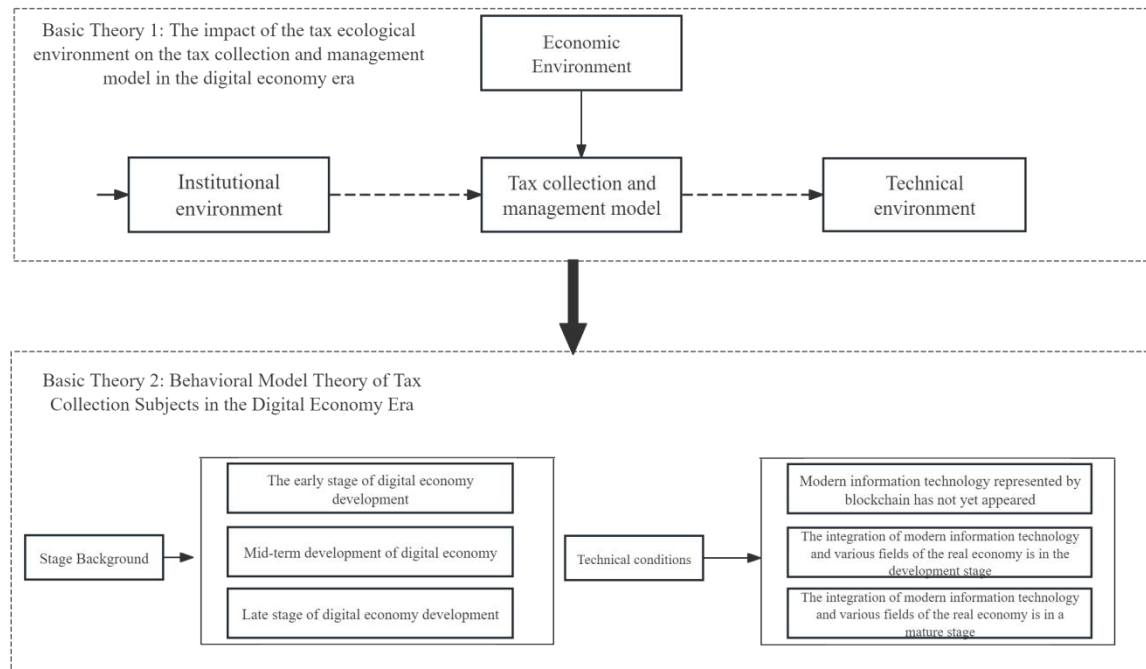 Basic Theory 1: The impact of the tax ecological
environment on the tax collection and management
model in the digital economy era
Economic
Environment
Institutional
environment
Tax collection and
management model
Technical
environment
Basic Theory 2: Behavioral Model Theory of Tax
Collection Subjects in the Digital Economy Era
Stage Background
The early stage of digital economy
development
Mid-term development of digital economy
Late stage of digital economy development
Technical conditions
Modern information technology represented by
blockchain has not yet appeared
The integration of modern information technology
and various fields of the real economy is in the
development stage
The integration of modern information technology
and various fields of the real economy is in a
mature stage